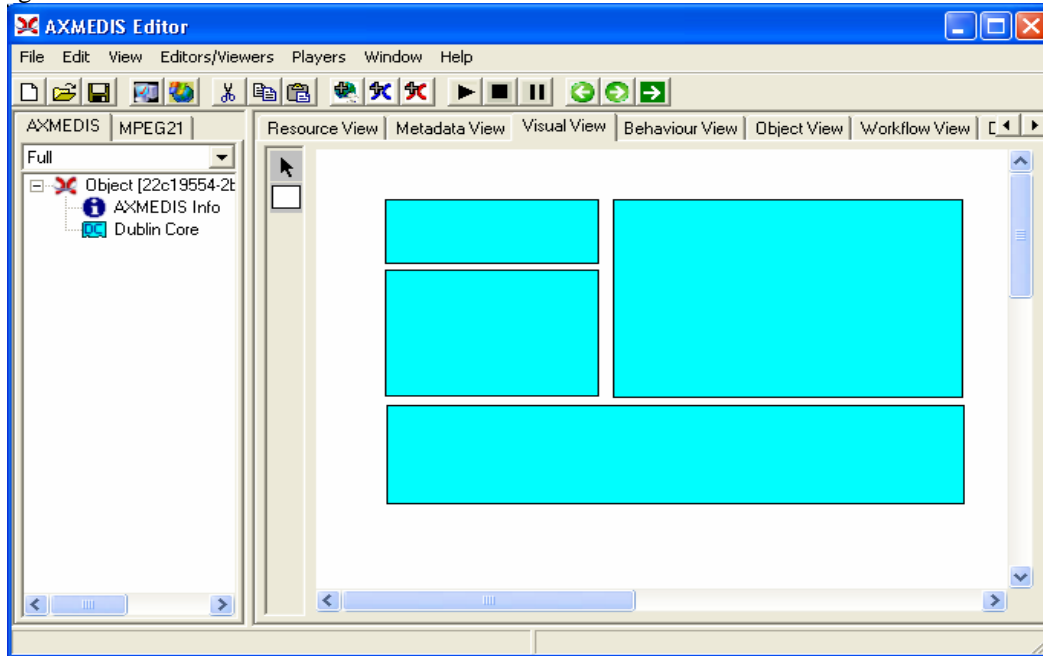 AXMEDIS Editor
File Edit View Editors/Viewers Players Window Help
AXMEDIS MPEG21
Resource View Metadata View Visual View Behaviour View Object View Workflow View
Full
Object [22c19554-2b
AXMEDIS Info
DC Dublin Core